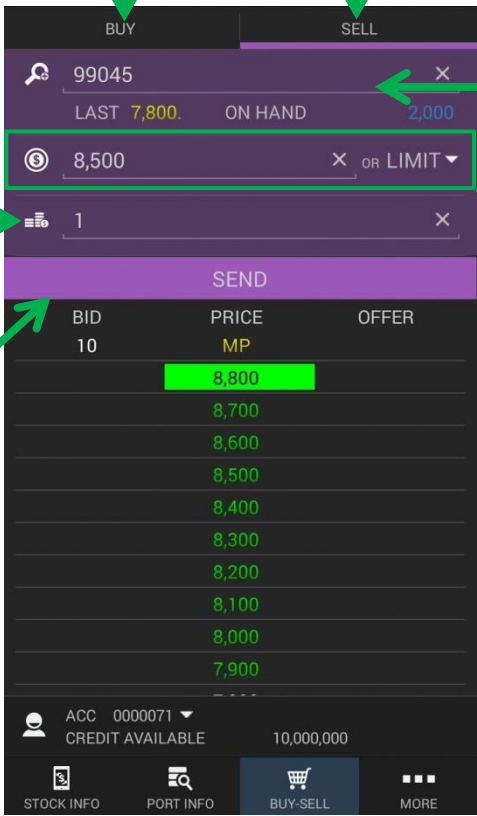 BUY SELL
99045
LAST 7,800. ON HAND 2,000
8,500 OR LIMIT
1
SEND
BID PRICE OFFER
10 MP
8,800
8,700
8,600
8,500
8,400
8,300
8,200
8,100
8,000
7,900
ACC 0000071
CREDIT AVAILABLE 10,000,000
STOCK INFO PORT INFO BUY-SELL MORE